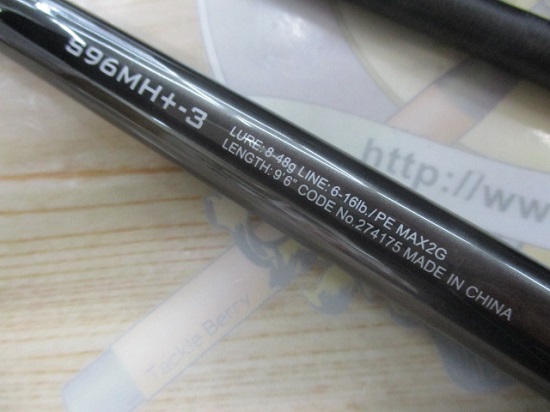 S96MH+-3
LURE: 8-48g LINE: 6-16lb./PE MAX2G
LENGTH: 9'6" CODE No.274175 MADE IN CHINA
http://ww
Tackle Berry